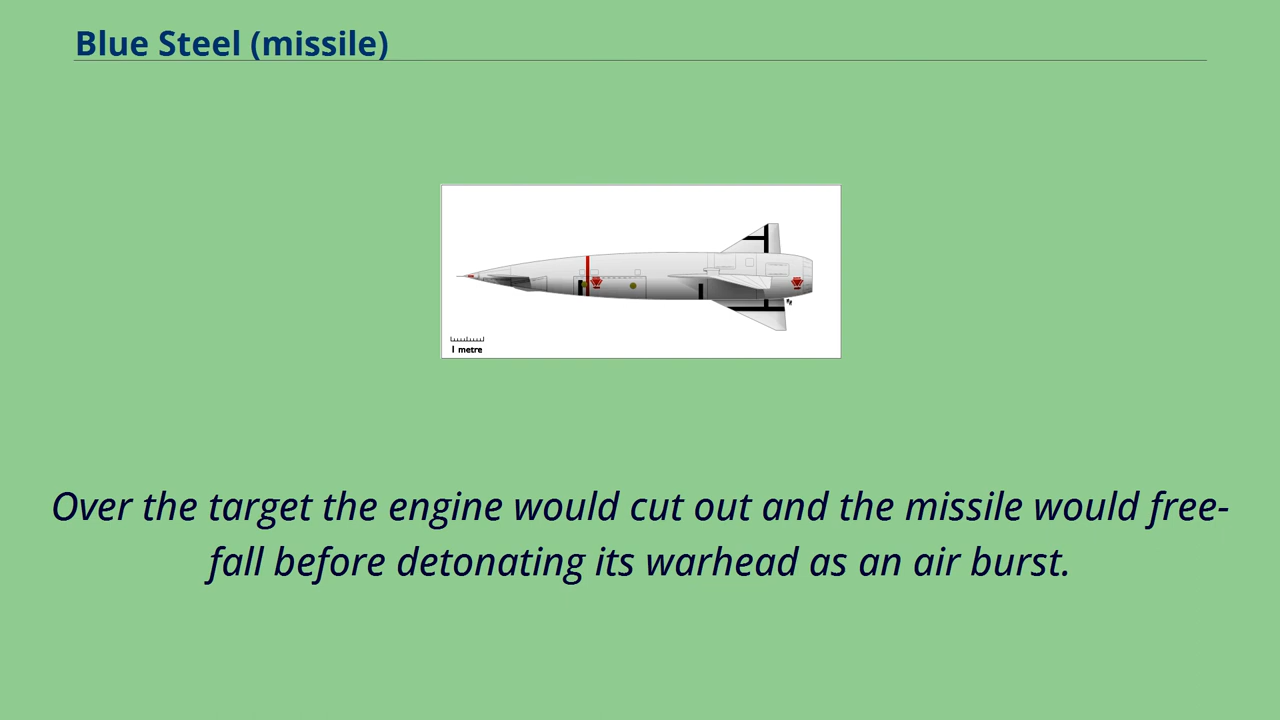 Blue Steel (missile)
1 metre
Over the target the engine would cut out and the missile would free-
fall before detonating its warhead as an air burst.